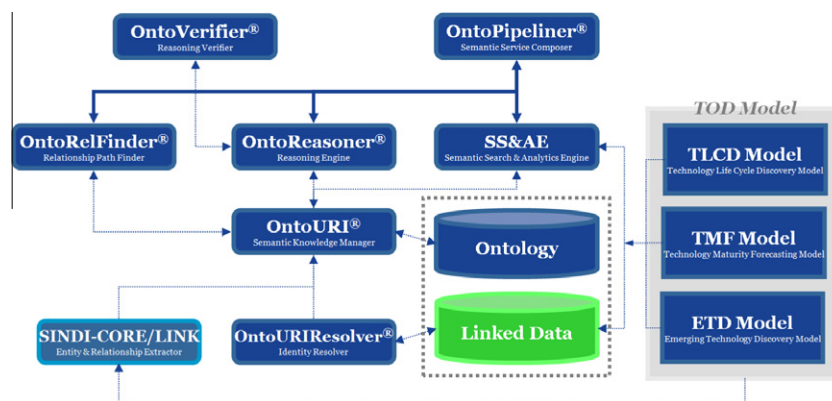 OntoVerifier®
Reasoning Verifier
OntoPipeliner®
Semantic Service Composer
TOD Model
OntoRelFinder®
Relationship Path Finder
OntoReasoner®
Reasoning Engine
SS&AE
Semantic Search & Analytics Engine
TLCD Model
Technology Life Cycle Discovery Model
OntoURI®
Semantic Knowledge Manager
Ontology
TMF Model
Technology Maturity Forecasting Model
SINDI-CORE/LINK
Entity & Relationship Extractor
OntoURIResolver®
Identity Resolver
Linked Data
ETD Model
Emerging Technology Discovery Model